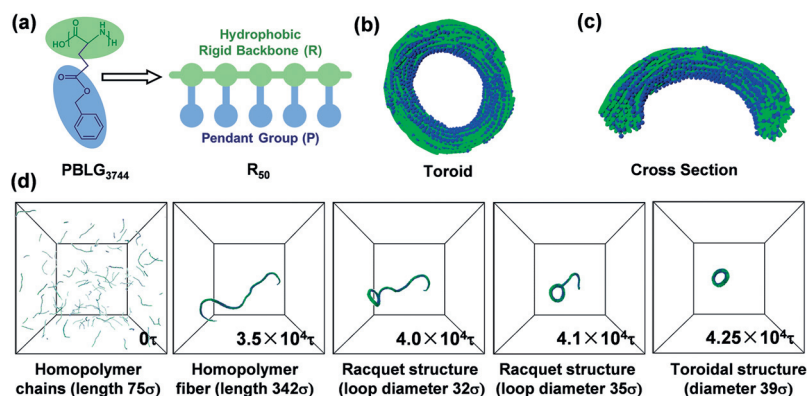 (a)
O
H
N
H
O
O
PBLG3744
Hydrophobic
Rigid Backbone (R)
Pendant Group (P)
R50
(b)
Toroid
(c)
Cross Section
(d)
0τ
Homopolymer
chains (length 75σ)
3.5×10⁴τ
Homopolymer
fiber (length 342σ)
4.0×10⁴τ
Racquet structure
(loop diameter 32σ)
4.1×10⁴τ
Racquet structure
(loop diameter 35σ)
4.25×10⁴τ
Toroidal structure
(diameter 39σ)